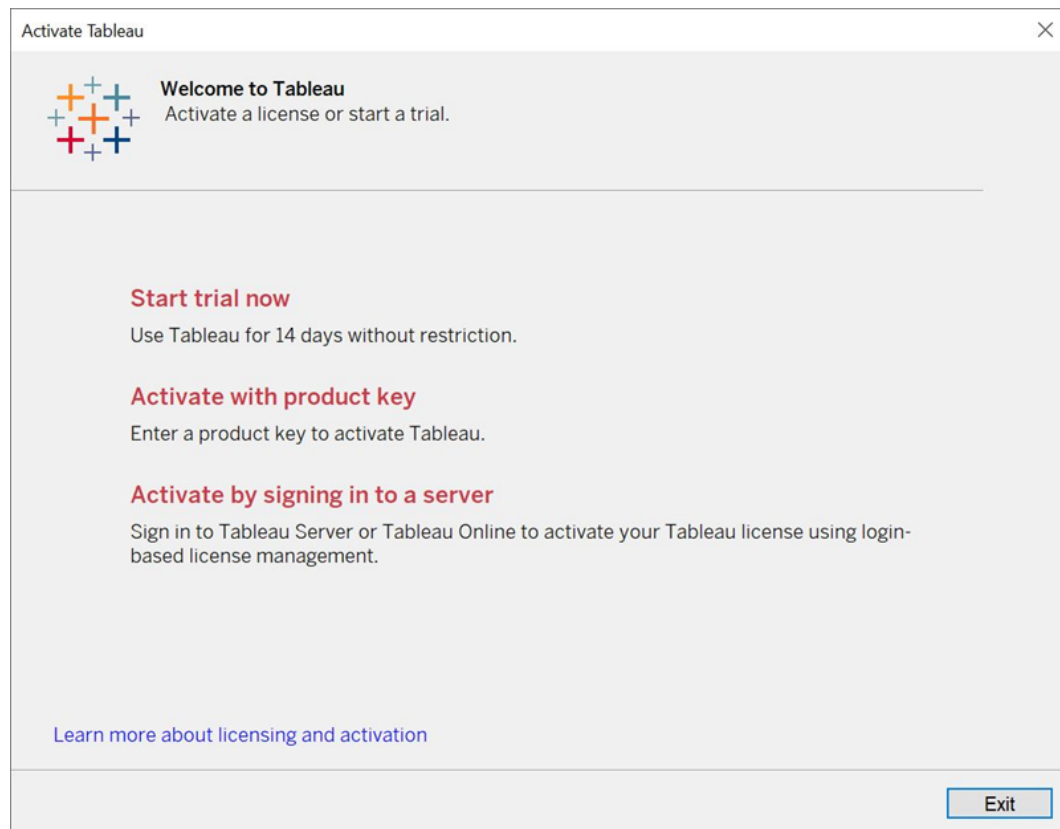 Activate Tableau
Welcome to Tableau
Activate a license or start a trial.
Start trial now
Use Tableau for 14 days without restriction.
Activate with product key
Enter a product key to activate Tableau.
Activate by signing in to a server
Sign in to Tableau Server or Tableau Online to activate your Tableau license using login-
based license management.
Learn more about licensing and activation
Exit